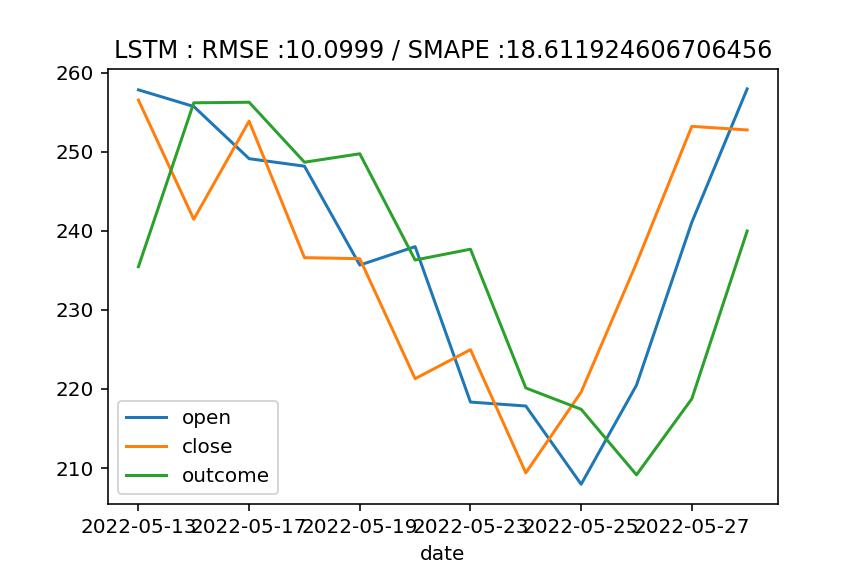 LSTM : RMSE :10.0999 / SMAPE :18.611924606706456
260
250
240
230
220
210
open
close
outcome
2022-05-13 2022-05-17 2022-05-19 2022-05-23 2022-05-25 2022-05-27
date